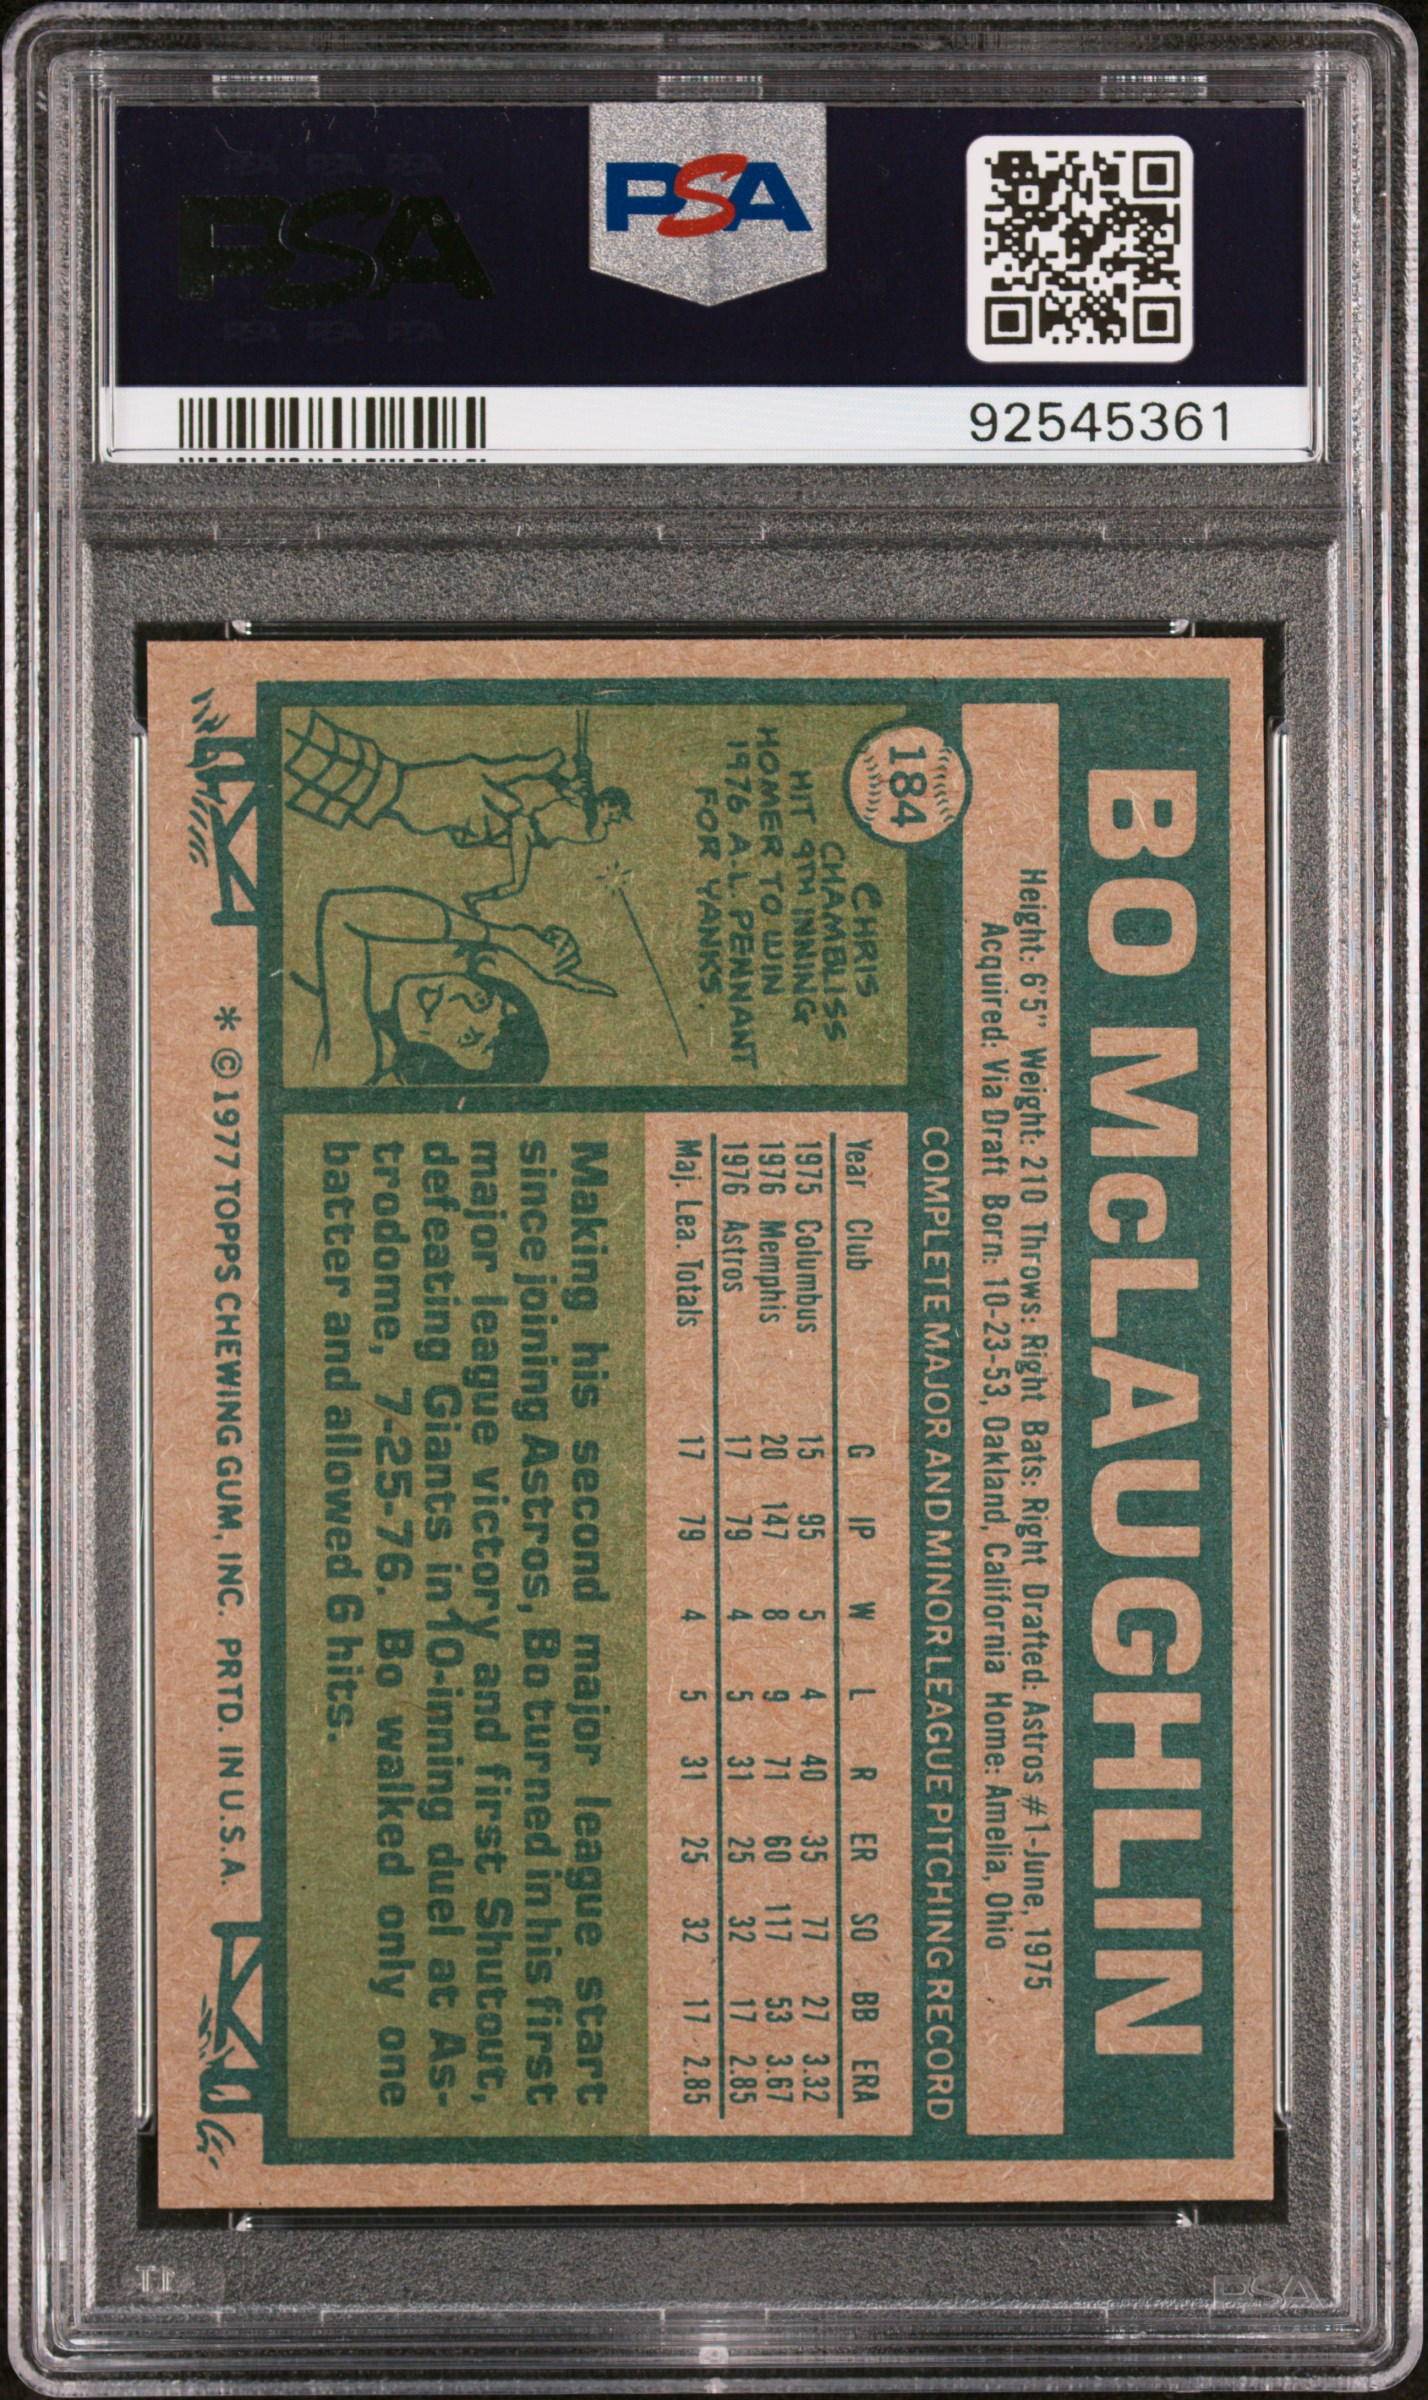 PSA
PSA PSA PSA
PSA
PSA PSA PSA
92545361
BO McLAUGHLIN
Height: 6'5" Weight: 210 Throws: Right Bats: Right Drafted: Astros #1-June, 1975
Acquired: Via Draft Born: 10-23-53, Oakland, California Home: Amelia, Ohio
184
COMPLETE MAJOR AND MINOR LEAGUE PITCHING RECORD
CHRIS
CHAMBLISS
HIT 9TH INNING
HOMER TO WIN
1976 A.L. PENNANT
FOR YANKS.
Year Club G IP W L R ER SO BB ERA
1975 Columbus 15 95 5 4 40 35 77 27 3.32
1976 Memphis 20 147 8 9 71 60 117 53 3.67
1976 Astros 17 79 4 5 31 25 32 17 2.85
Maj. Lea. Totals 17 79 4 5 31 25 32 17 2.85
Making his second major league start
since joining Astros, Bo turned in his first
major league victory and first Shutout,
defeating Giants in 10-inning duel at As-
trodome, 7-25-76. Bo walked only one
batter and allowed 6 hits.
* © 1977 TOPPS CHEWING GUM, INC. PRTD. IN U.S.A.
PSA